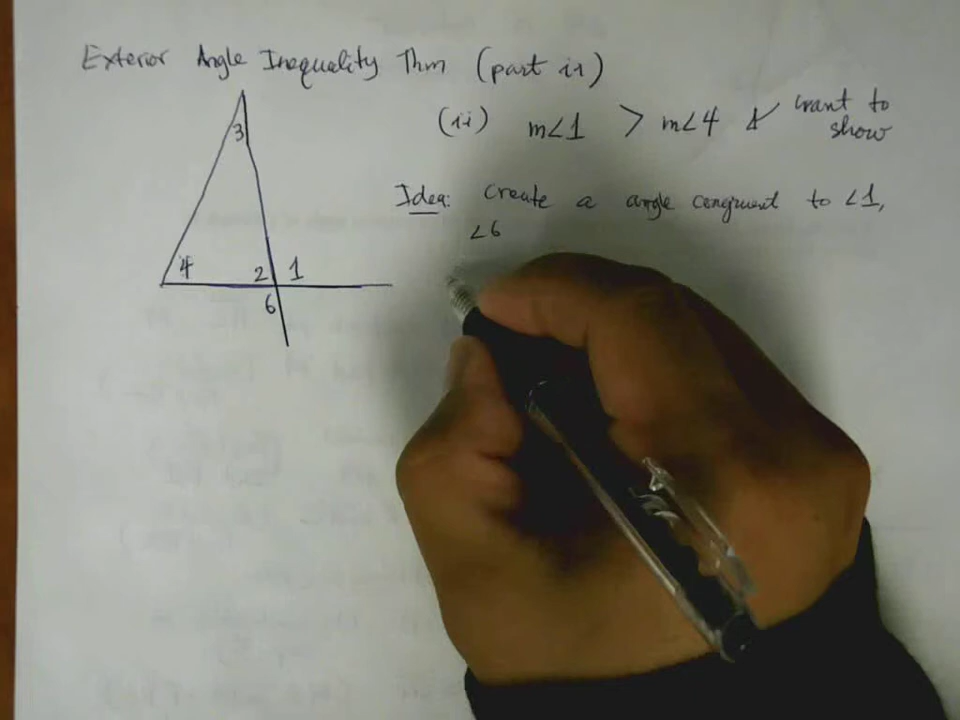 Exterior Angle Inequality Thm (part ii)
(ii) m∠1 > m∠4 want to
show
Idea: Create a angle congruent to ∠1,
∠6
3
4 2 1
6